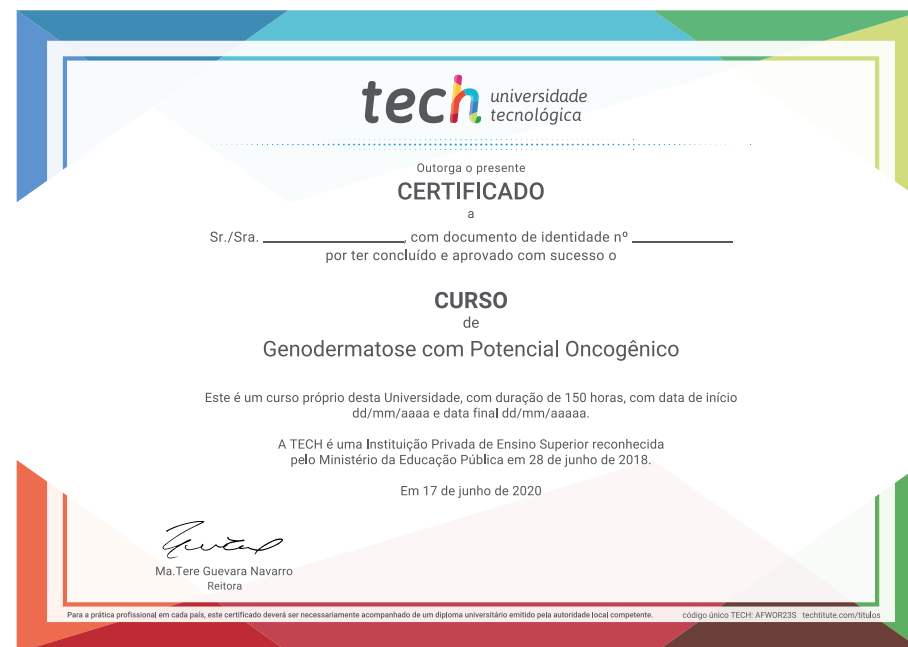 tech universidade
tecnológica
Outorga o presente
CERTIFICADO
a
Sr./Sra. ____________, com documento de identidade nº ____________
por ter concluído e aprovado com sucesso o
CURSO
de
Genodermatose com Potencial Oncogênico
Este é um curso próprio desta Universidade, com duração de 150 horas, com data de início
dd/mm/aaaa e data final dd/mm/aaaaa.
A TECH é uma Instituição Privada de Ensino Superior reconhecida
pelo Ministério da Educação Pública em 28 de junho de 2018.
Em 17 de junho de 2020
Ma.Tere Guevara Navarro
Reitora
Para a prática profissional em cada país, este certificado deverá ser necessariamente acompanhado de um diploma universitário emitido pela autoridade local competente. código único TECH: AFWOR23S techtitute.com/titulos